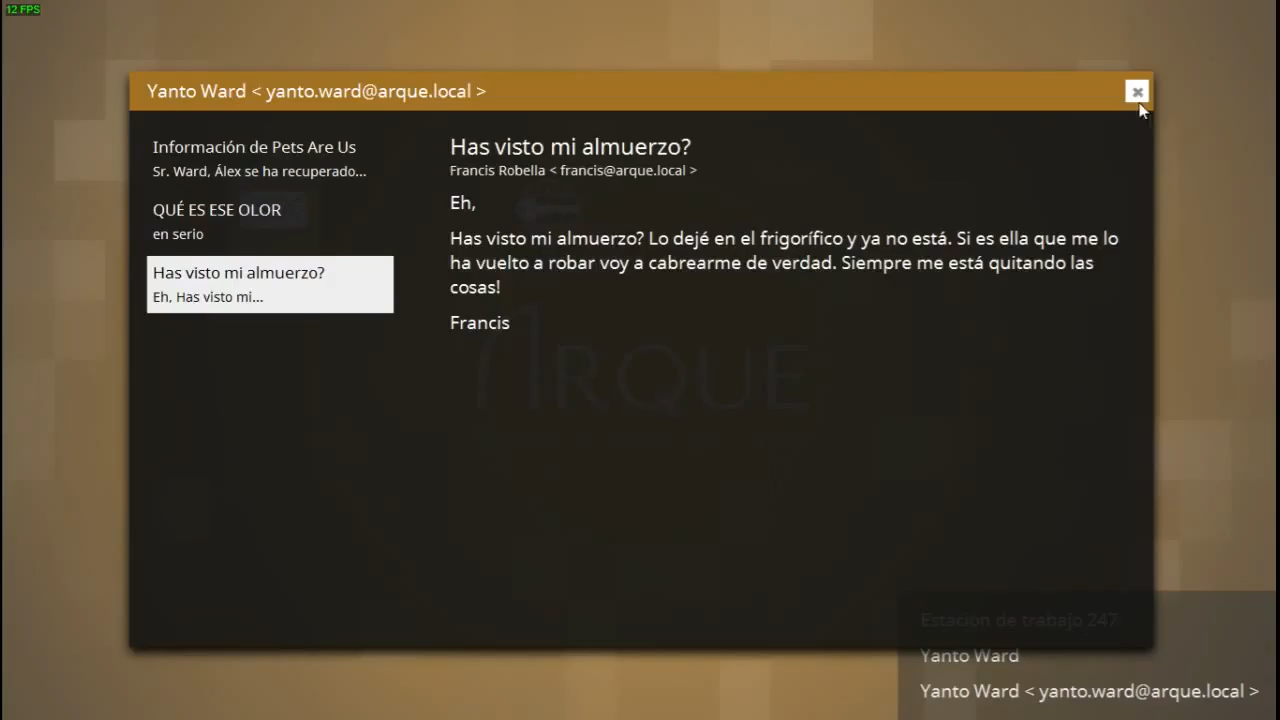 12 FPS
Yanto Ward < yanto.ward@arque.local >
Información de Pets Are Us
Sr. Ward, Álex se ha recuperado...
QUÉ ES ESE OLOR
en serio
Has visto mi almuerzo?
Eh, Has visto mi...
Has visto mi almuerzo?
Francis Robella < francis@arque.local >
Eh,
Has visto mi almuerzo? Lo dejé en el frigorífico y ya no está. Si es ella que me lo
ha vuelto a robar voy a cabrearme de verdad. Siempre me está quitando las
cosas!
Francis
ARQUE
Estación de trabajo 247
Yanto Ward
Yanto Ward < yanto.ward@arque.local >